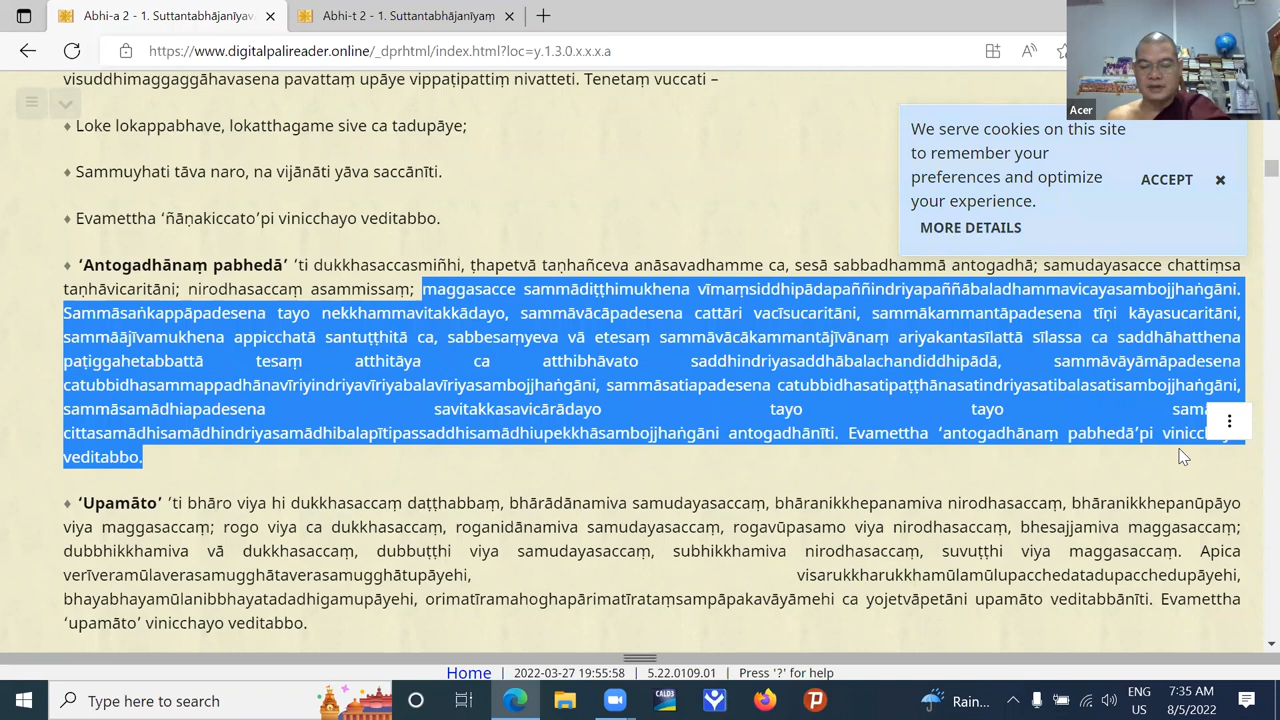 Abhi-a 2 - 1. Suttantabhājanīyav
Abhi-t 2 - 1. Suttantabhājanīyaṃ
https://www.digitalpalireader.online/_dprhtml/index.html?loc=y.1.3.0.x.x.x.a
Acer
visuddhimaggaggāhavasena pavattaṃ upāye vippaṭipattiṃ nivatteti. Tenetaṃ vuccati –
♦ Loke lokappabhave, lokatthagame sive ca tadupāye;
♦ Sammuyhati tāva naro, na vijānāti yāva saccānīti.
♦ Evamettha ‘ñāṇakiccato’pi vinicchayo veditabbo.
We serve cookies on this site
to remember your
preferences and optimize
your experience.
ACCEPT
MORE DETAILS
♦ ‘Antogadhānaṃ pabhedā’ ’ti dukkhasaccasmiñhi, ṭhapetvā taṇhañceva anāsavadhamme ca, sesā sabbadhammā antogadhā; samudayasacce chattiṃsa
taṇhāvicaritāni; nirodhasaccaṃ asammissaṃ; maggasacce sammādiṭṭhimukhena vīmaṃsiddhipādapaññindriyapaññābaladhammavicayasambojjhaṅgāni.
Sammāsaṅkappāpadesena tayo nekkhammavitakkādayo, sammāvācāpadesena cattāri vacīsucaritāni, sammākammantāpadesena tīṇi kāyasucaritāni,
sammāājīvamukhena appicchatā santuṭṭhitā ca, sabbesaṃyeva vā etesaṃ sammāvācākammantājīvānaṃ ariyakantasīlattā sīlassa ca saddhāhatthena
paṭiggahetabbattā tesaṃ atthitāya ca atthibhāvato saddhindriyasaddhābalachandiddhipādā, sammāvāyāmāpadesena
catubbidhasammappadhānavīriyindriyavīriyabalavīriyasambojjhaṅgāni, sammāsatiapadesena catubbidhasatipaṭṭhānasatindriyasatibalasatisambojjhaṅgāni,
sammāsamādhiapadesena savitakkasavicārādayo tayo tayo
cittasamādhisamādhindriyasamādhibalapītipassaddhisamādhiupekkhāsambojjhaṅgāni antogadhānīti. Evamettha ‘antogadhānaṃ pabhedā’pi
veditabbo.
♦ ‘Upamāto’ ’ti bhāro viya hi dukkhasaccaṃ daṭṭhabbaṃ, bhārādānamiva samudayasaccaṃ, bhāranikkhepanamiva nirodhasaccaṃ, bhāranikkhepanūpāyo
viya maggasaccaṃ; rogo viya ca dukkhasaccaṃ, roganidānamiva samudayasaccaṃ, rogavūpasamo viya nirodhasaccaṃ, bhesajjamiva maggasaccaṃ;
dubbhikkhamiva vā dukkhasaccaṃ, dubbuṭṭhi viya samudayasaccaṃ, subhikkhamiva nirodhasaccaṃ, suvuṭṭhi viya maggasaccaṃ. Apica
verīveramūlaverasamugghātaverasamugghātupāyehi, visarukkharukkhamūlamūlupacchedatadupacchedupāyehi,
bhayabhayamūlanibbhayatadadhigamupāyehi, orimatīramahoghapārimatīrataṃsampāpakavāyāmehi ca yojetvāpetāni upamāto veditabbānīti. Evamettha
‘upamāto’ vinicchayo veditabbo.
Home | 2022-03-27 19:55:58 | 5.22.0109.01 | Press '?' for help
Type here to search
CALD3
Rain...
ENG
US
7:35 AM
8/5/2022